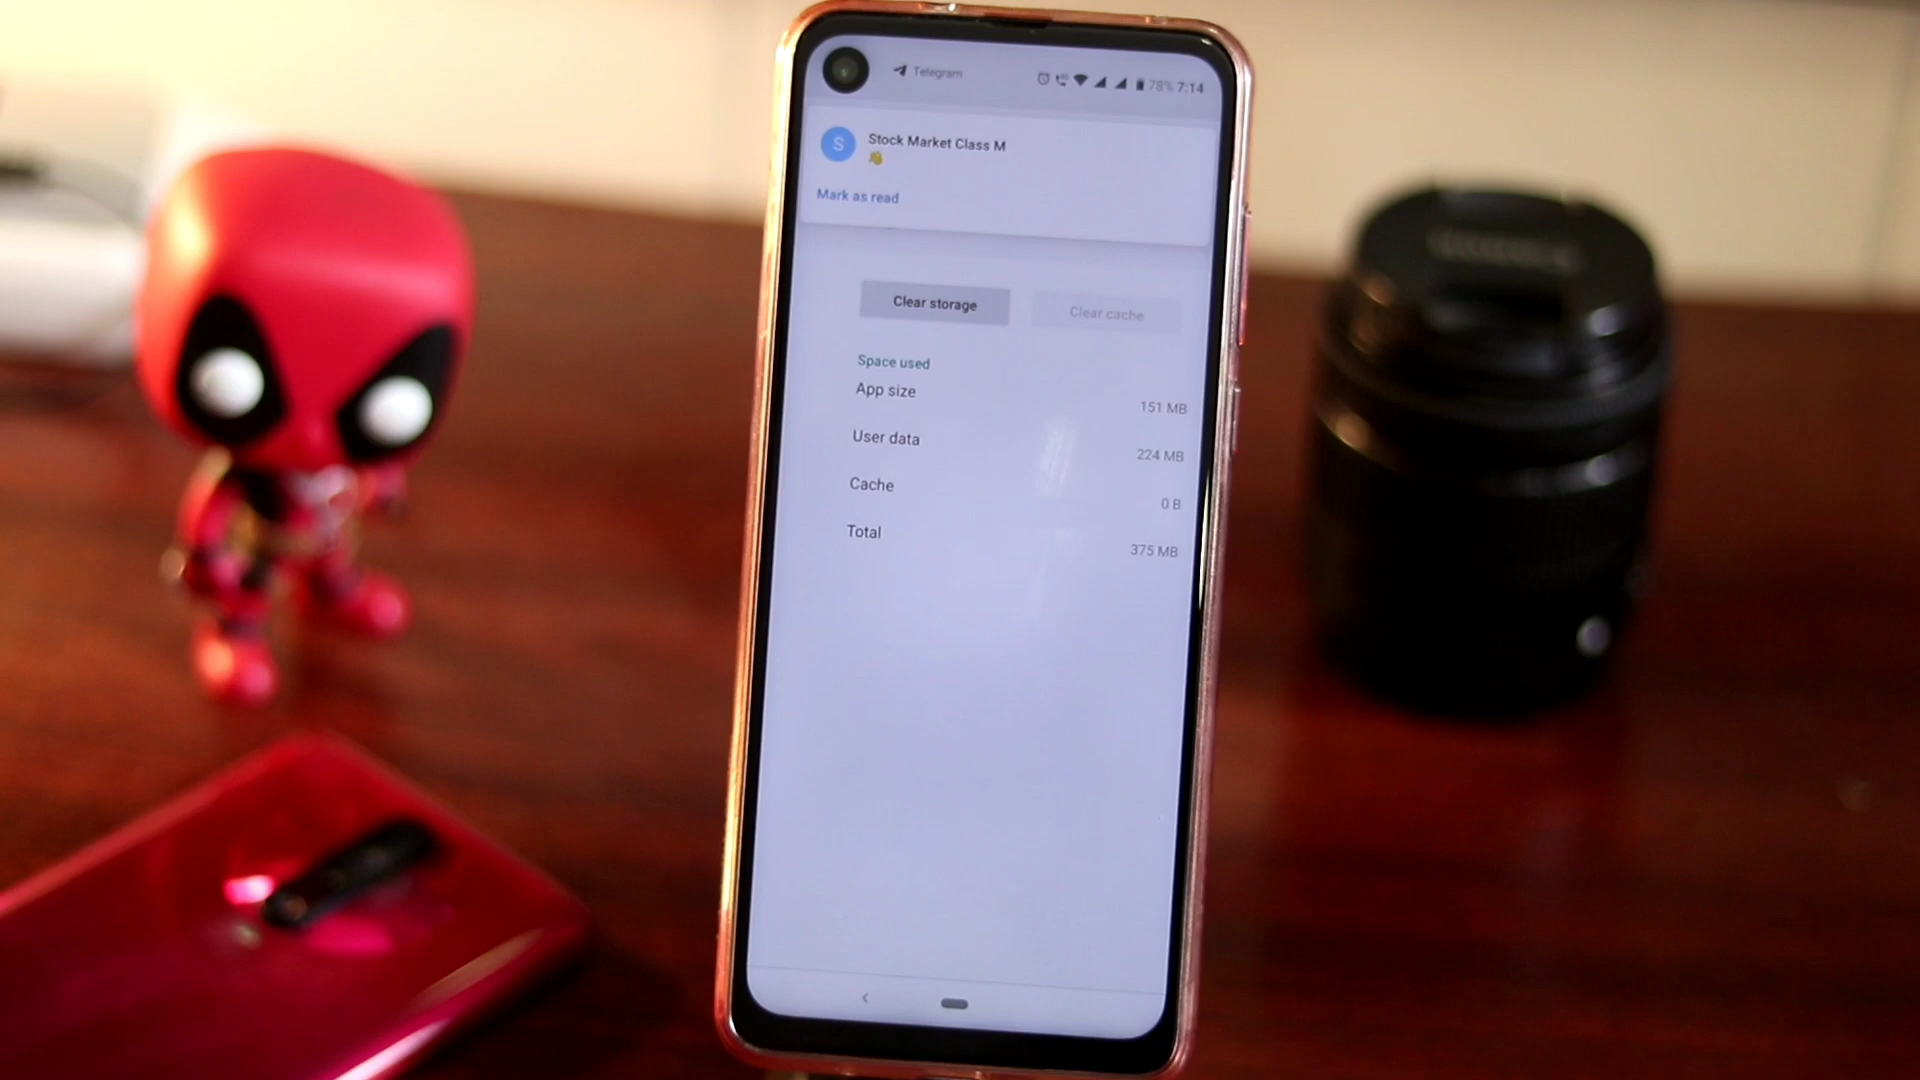 Telegram
78% 7:14
S
Stock Market Class M
👋
Mark as read
Clear storage
Clear cache
Space used
App size
151 MB
User data
224 MB
Cache
0 B
Total
375 MB